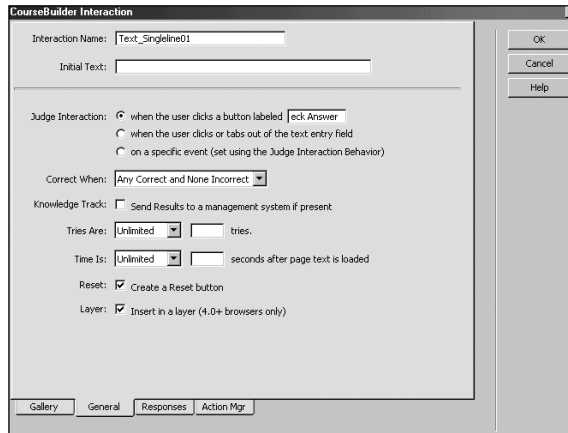 CourseBuilder Interaction
Interaction Name: Text_Singleline01
Initial Text:
Judge Interaction: when the user clicks a button labeled eck Answer
when the user clicks or tabs out of the text entry field
on a specific event (set using the Judge Interaction Behavior)
Correct When: Any Correct and None Incorrect
Knowledge Track: Send Results to a management system if present
Tries Are: Unlimited tries.
Time Is: Unlimited seconds after page text is loaded
Reset: Create a Reset button
Layer: Insert in a layer (4.0+ browsers only)
Gallery General Responses Action Mgr
OK
Cancel
Help